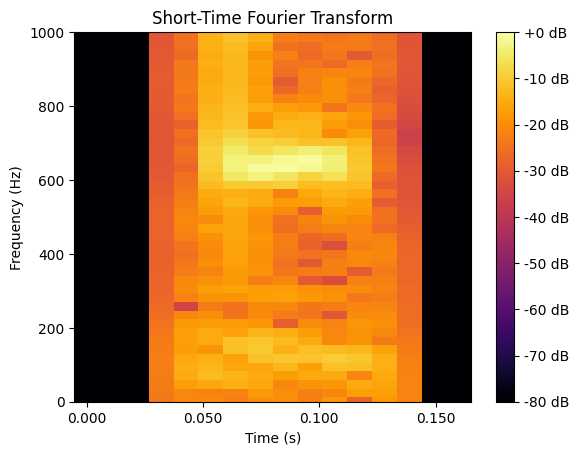 Short-Time Fourier Transform
1000
800
600
400
200
0
Frequency (Hz)
0.000
0.050
0.100
0.150
Time (s)
+0 dB
-10 dB
-20 dB
-30 dB
-40 dB
-50 dB
-60 dB
-70 dB
-80 dB